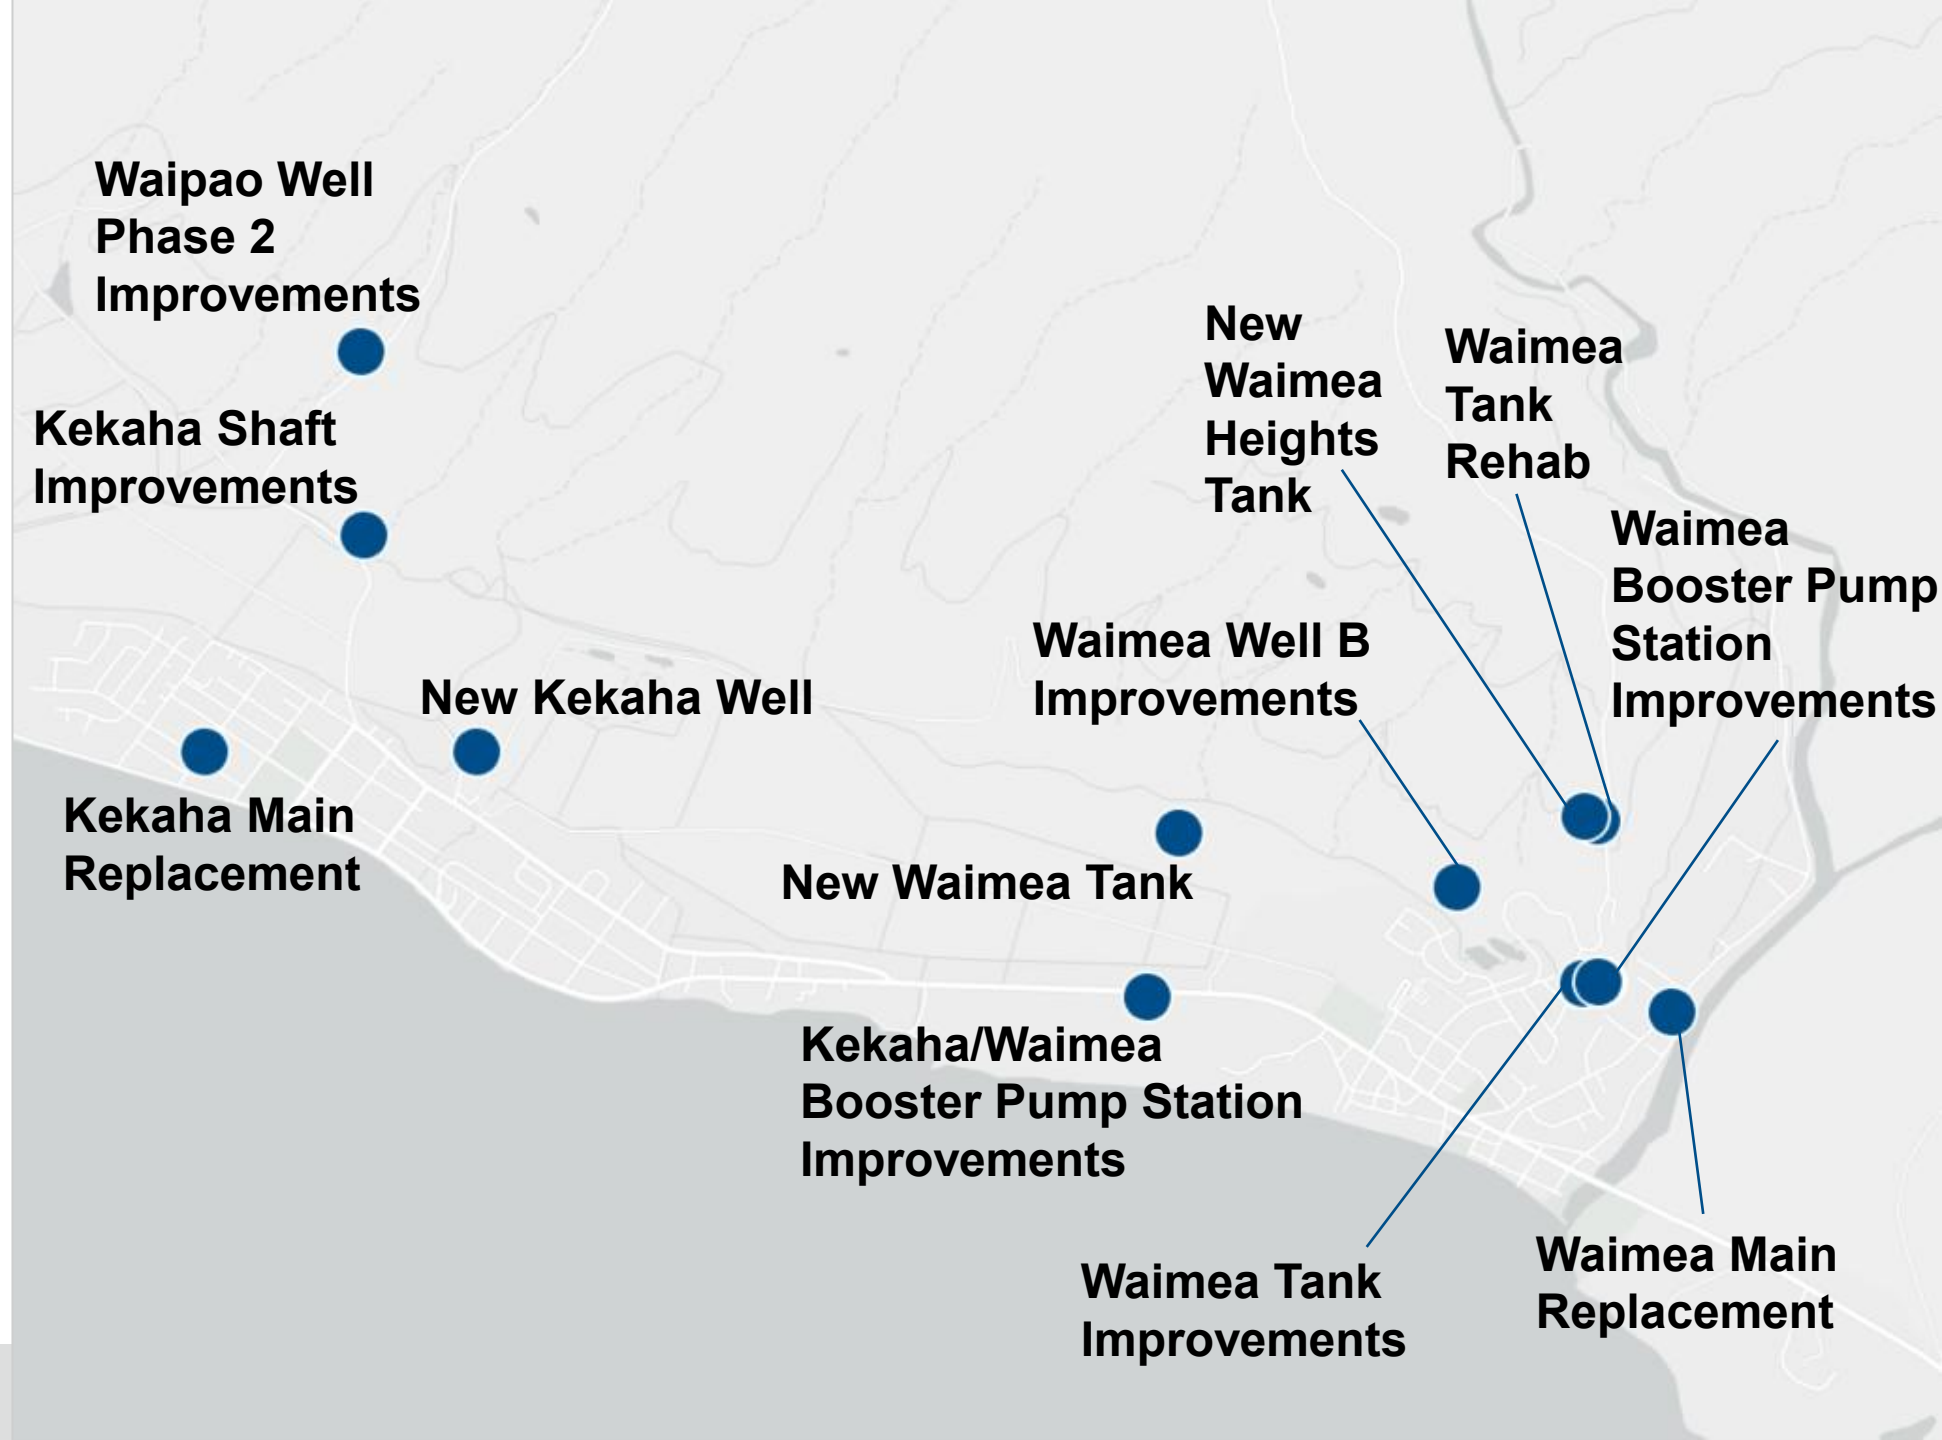 Waipao Well
Phase 2
Improvements
Kekaha Shaft
Improvements
New
Waimea
Heights
Tank
Waimea
Tank
Rehab
Waimea
Booster Pump
Station
Improvements
Waimea Well B
Improvements
New Kekaha Well
Kekaha Main
Replacement
New Waimea Tank
Kekaha/Waimea
Booster Pump Station
Improvements
Waimea Tank
Improvements
Waimea Main
Replacement